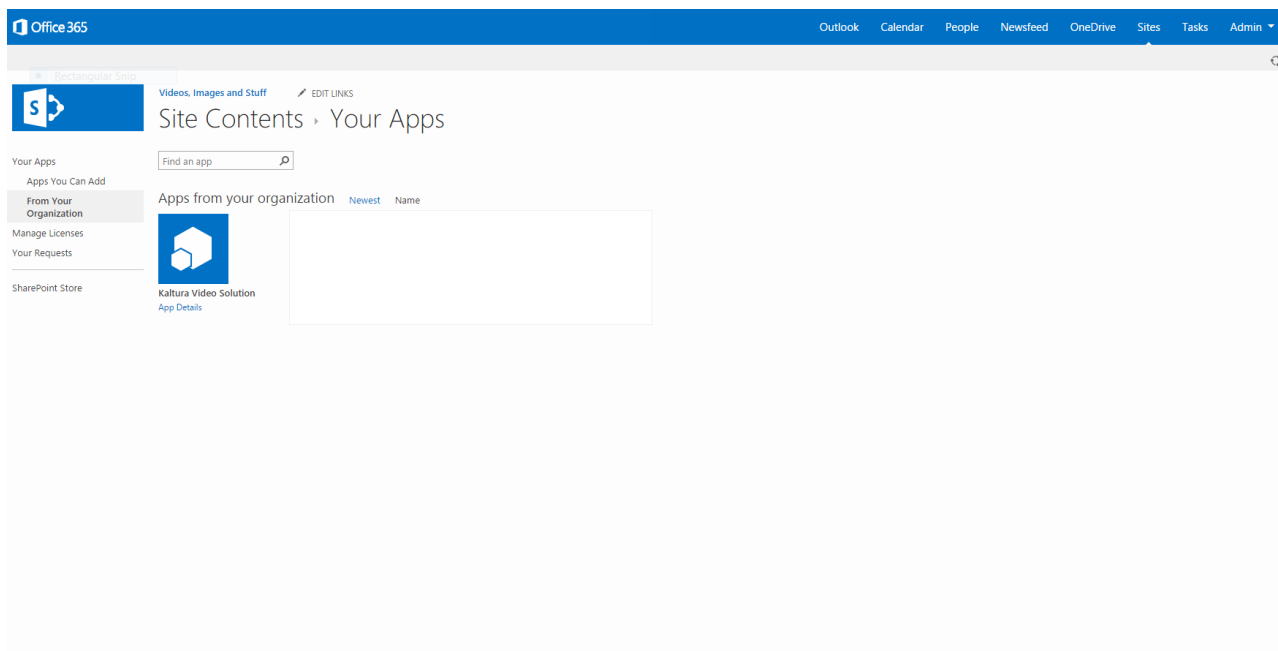 Office 365
Outlook Calendar People Newsfeed OneDrive Sites Tasks Admin
Rectangular Snip
S
Videos, Images and Stuff EDIT LINKS
Site Contents › Your Apps
Find an app
Your Apps
Apps You Can Add
From Your
Organization
Manage Licenses
Your Requests
SharePoint Store
Apps from your organization Newest Name
Kaltura Video Solution
App Details